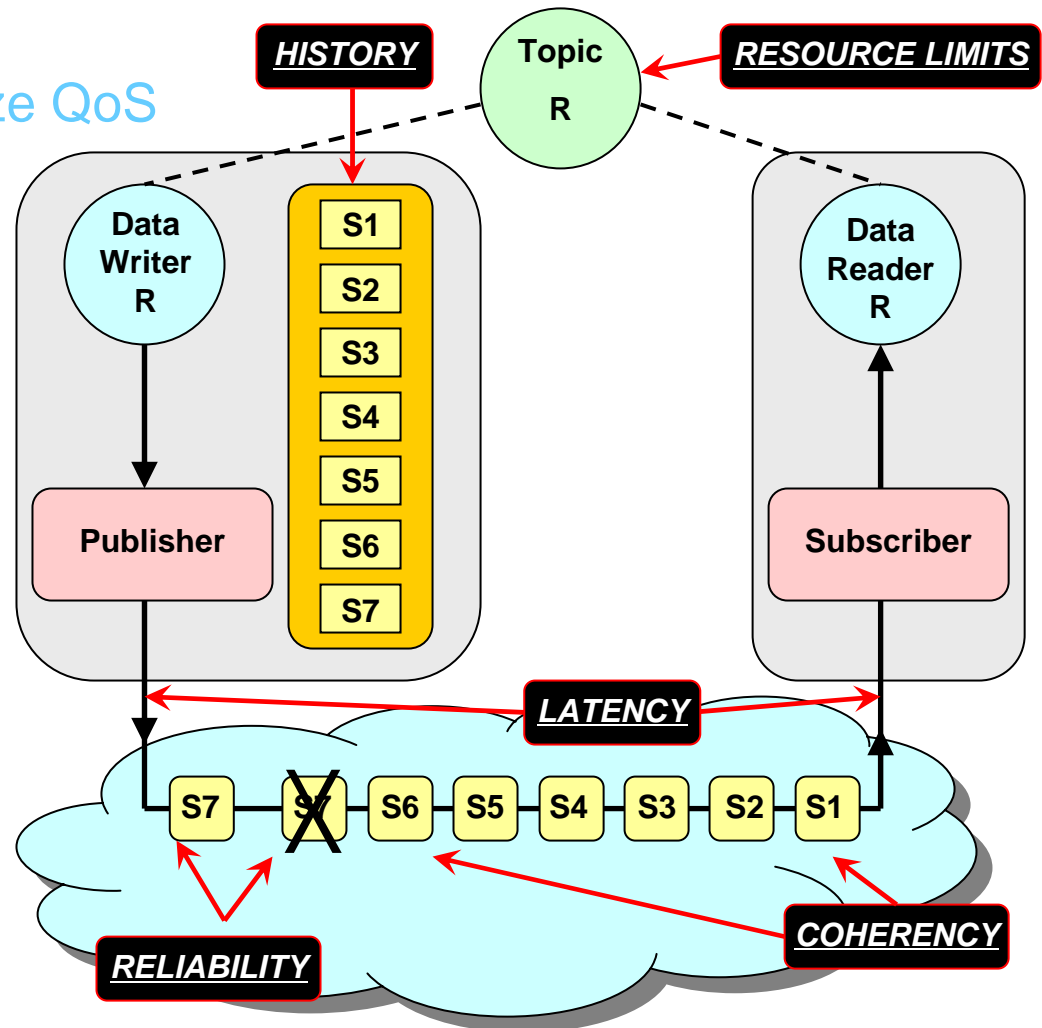 HISTORY
Topic
R
RESOURCE LIMITS
ze QoS
Data
Writer
R
S1
S2
S3
S4
S5
S6
S7
Data
Reader
R
Publisher
Subscriber
LATENCY
S7
S7
S6
S5
S4
S3
S2
S1
RELIABILITY
COHERENCY